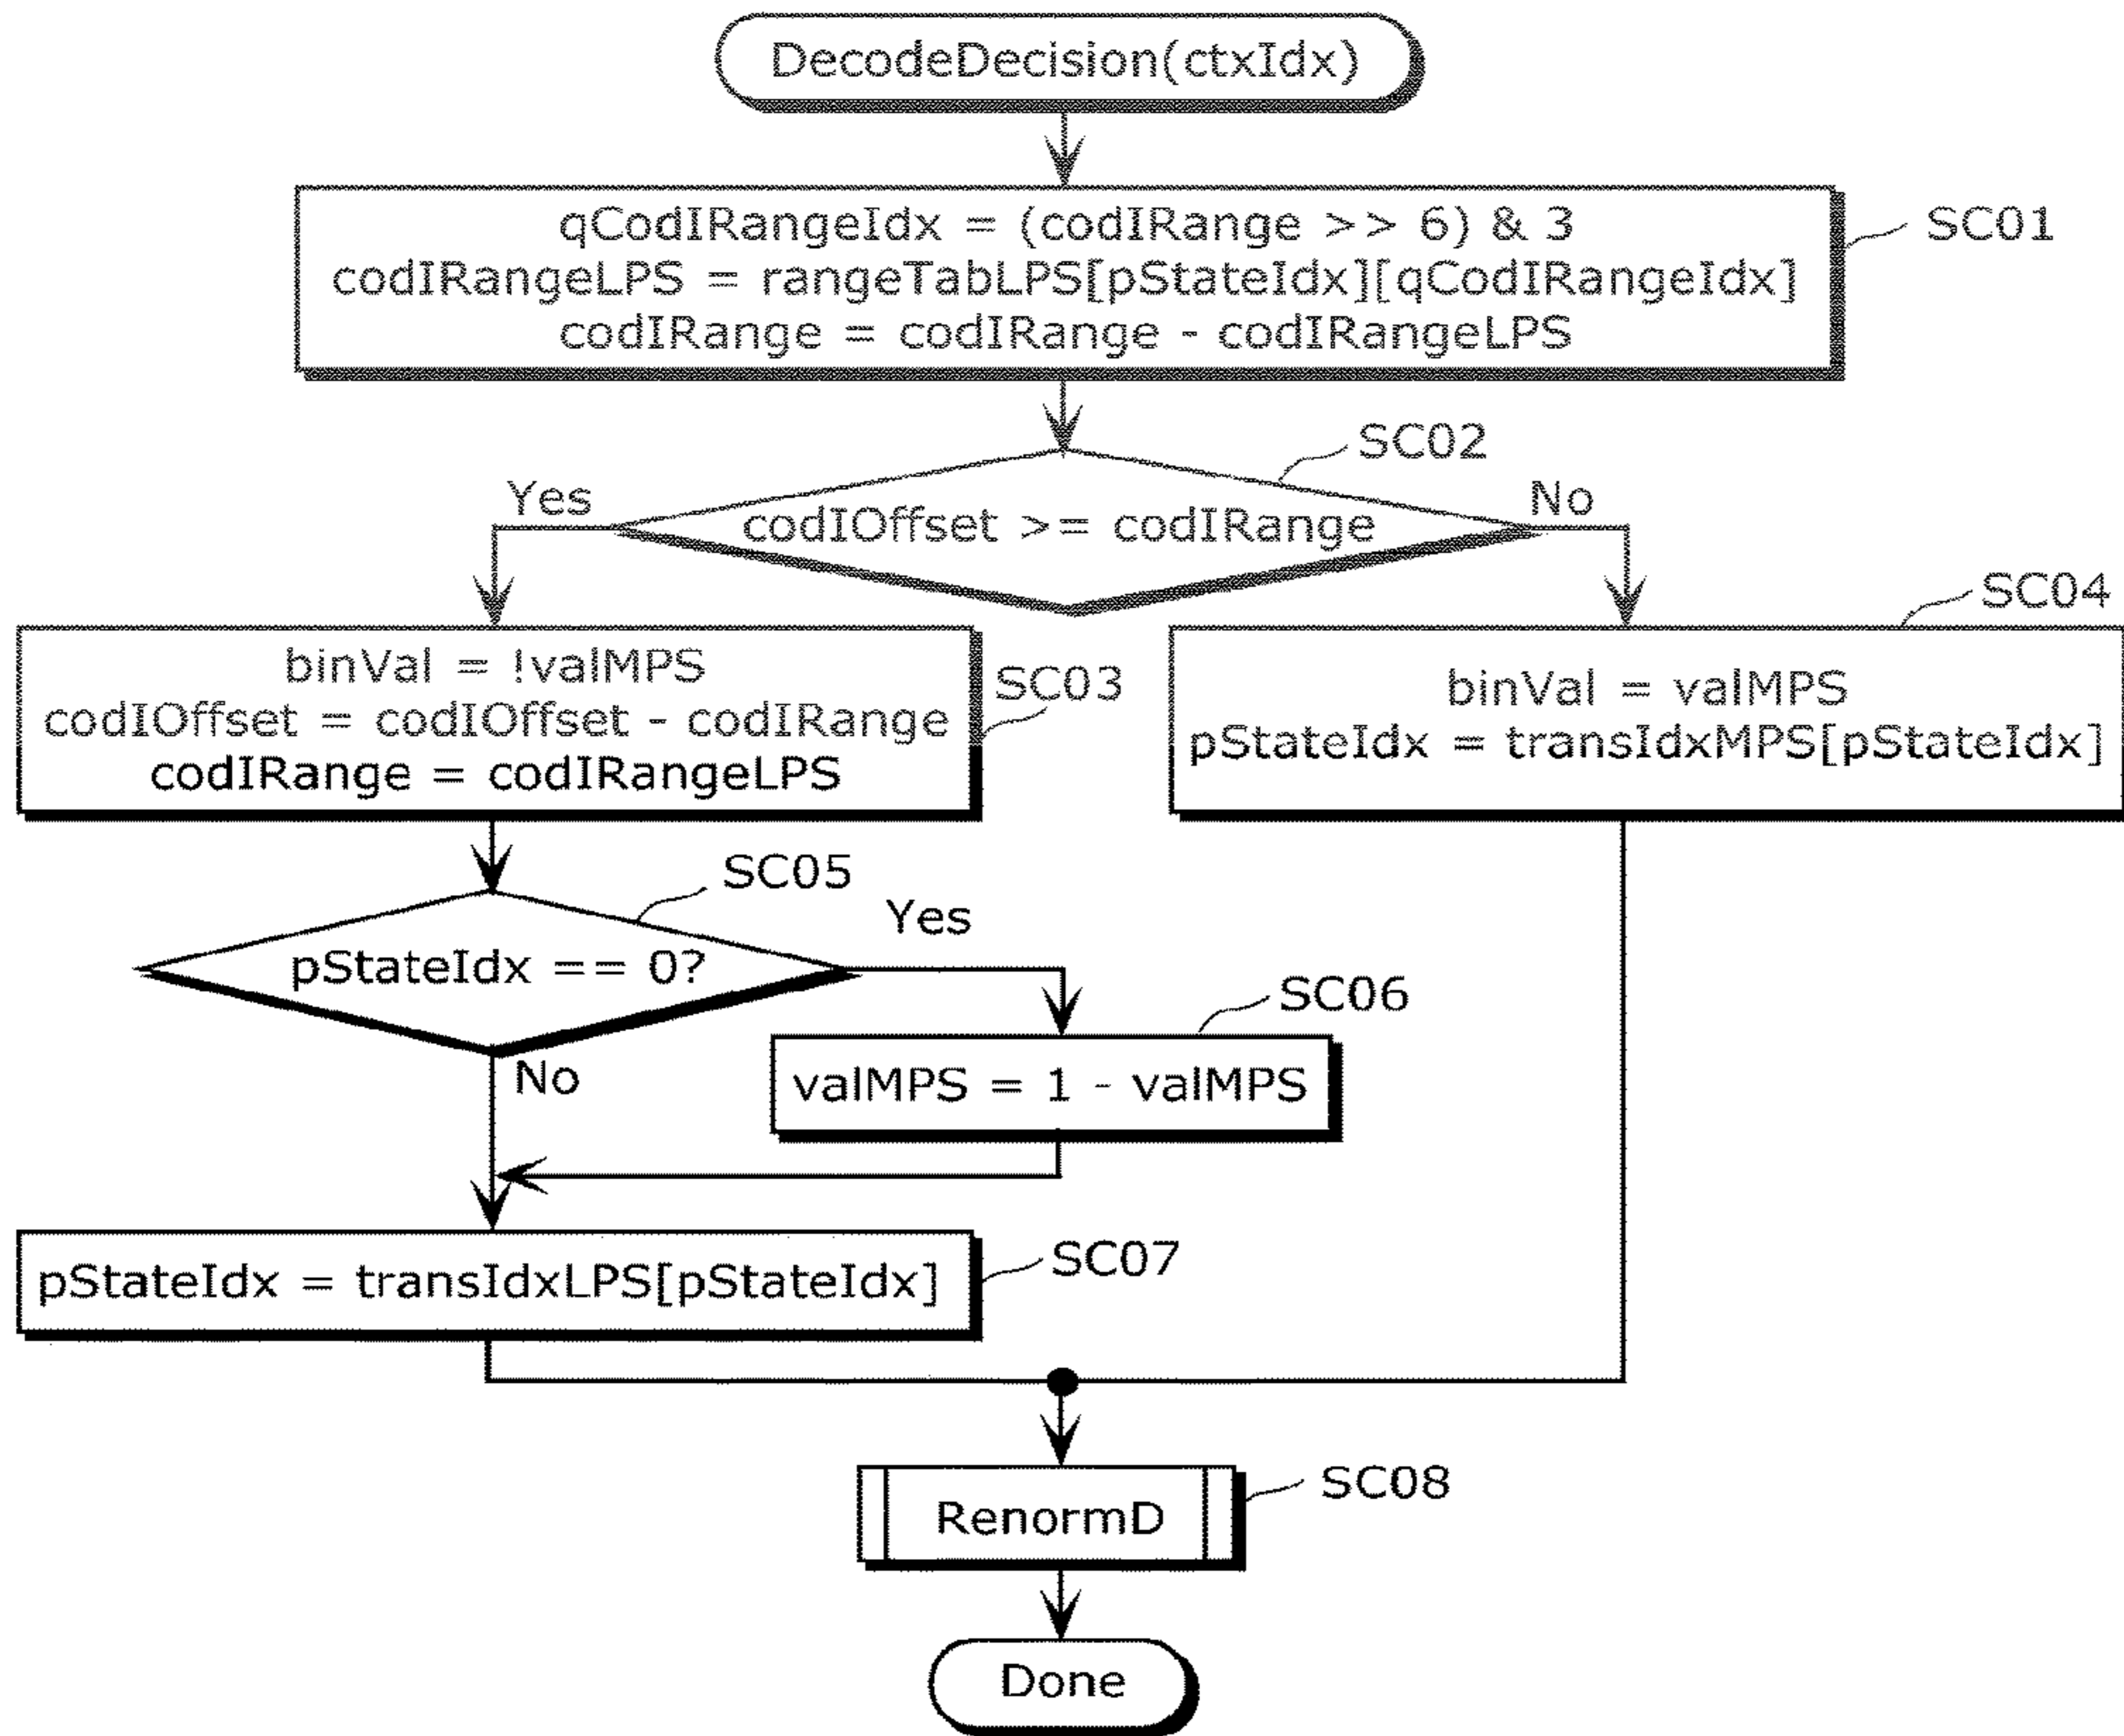 DecodeDecision(ctxIdx)
qCodIRangeIdx = (codIRange >> 6) & 3
codIRangeLPS = rangeTabLPS[pStateIdx][qCodIRangeIdx]
codIRange = codIRange - codIRangeLPS
SC01
SC02
Yes
codIOffset >= codIRange
No
SC03
binVal = !valMPS
codIOffset = codIOffset - codIRange
codIRange = codIRangeLPS
SC04
binVal = valMPS
pStateIdx = transIdxMPS[pStateIdx]
SC05
pStateIdx == 0?
Yes
No
SC06
valMPS = 1 - valMPS
pStateIdx = transIdxLPS[pStateIdx]
SC07
RenormD
SC08
Done